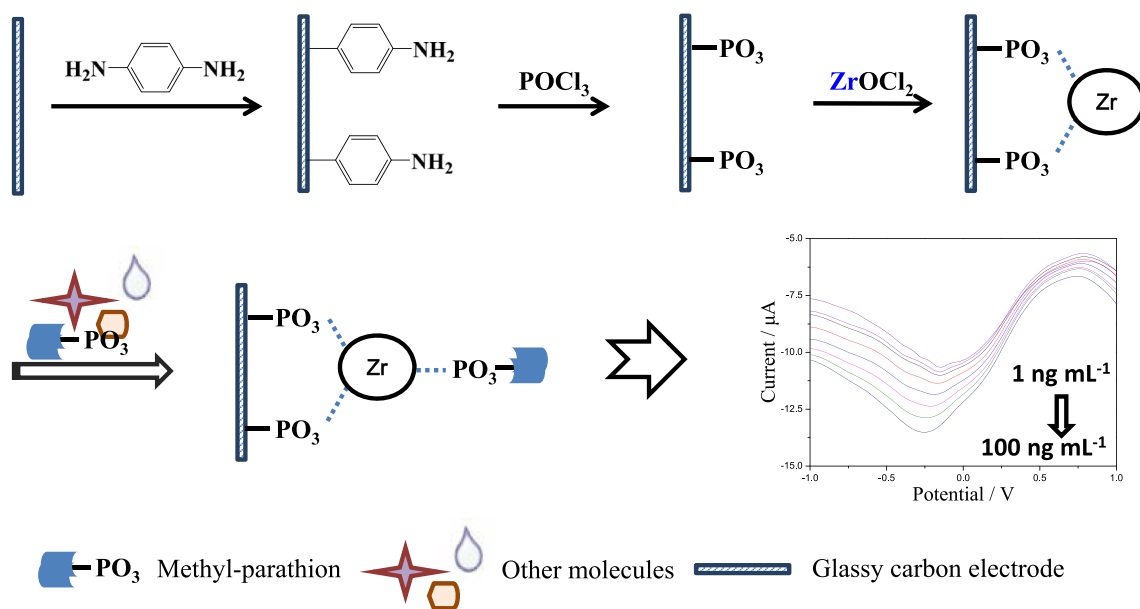 H₂N NH₂
NH₂
NH₂
POCl₃
PO₃
PO₃
ZrOCl₂
PO₃
PO₃
Zr
PO₃
PO₃
PO₃
Zr
PO₃
-5.0
-7.5
-10.0
-12.5
-15.0
Current / μA
-1.0 -0.5 0.0 0.5 1.0
Potential / V
1 ng mL⁻¹
100 ng mL⁻¹
PO₃ Methyl-parathion
Other molecules
Glassy carbon electrode